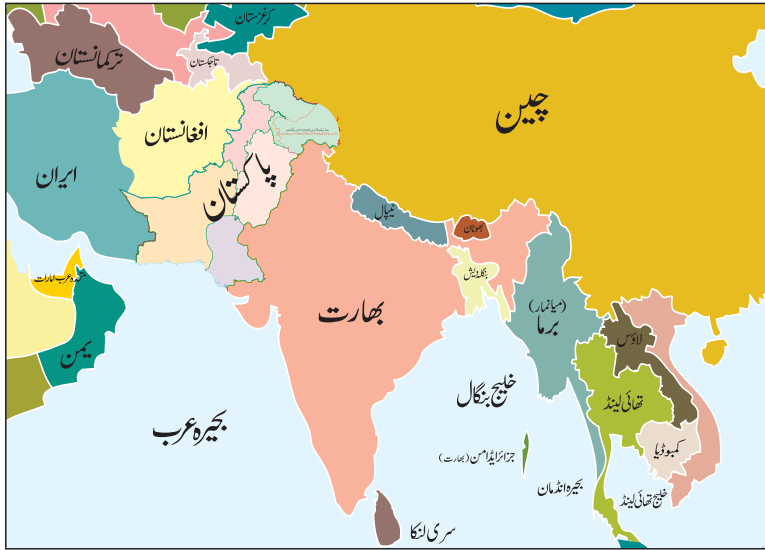 کرغزستان
ترکمانستان
تاجکستان
چین
افغانستان
ایران
پاکستان
نیپال
بھوٹان
بنگلہ دیش
متحدہ عرب امارات
بھارت
(میانمار)
برما
لاؤس
یمن
خلیج بنگال
تھائی لینڈ
بحیرہ عرب
کمبوڈیا
جزائر ایڈامن (بھارت)
بحیرہ انڈمان
خلیج تھائی لینڈ
سری لنکا